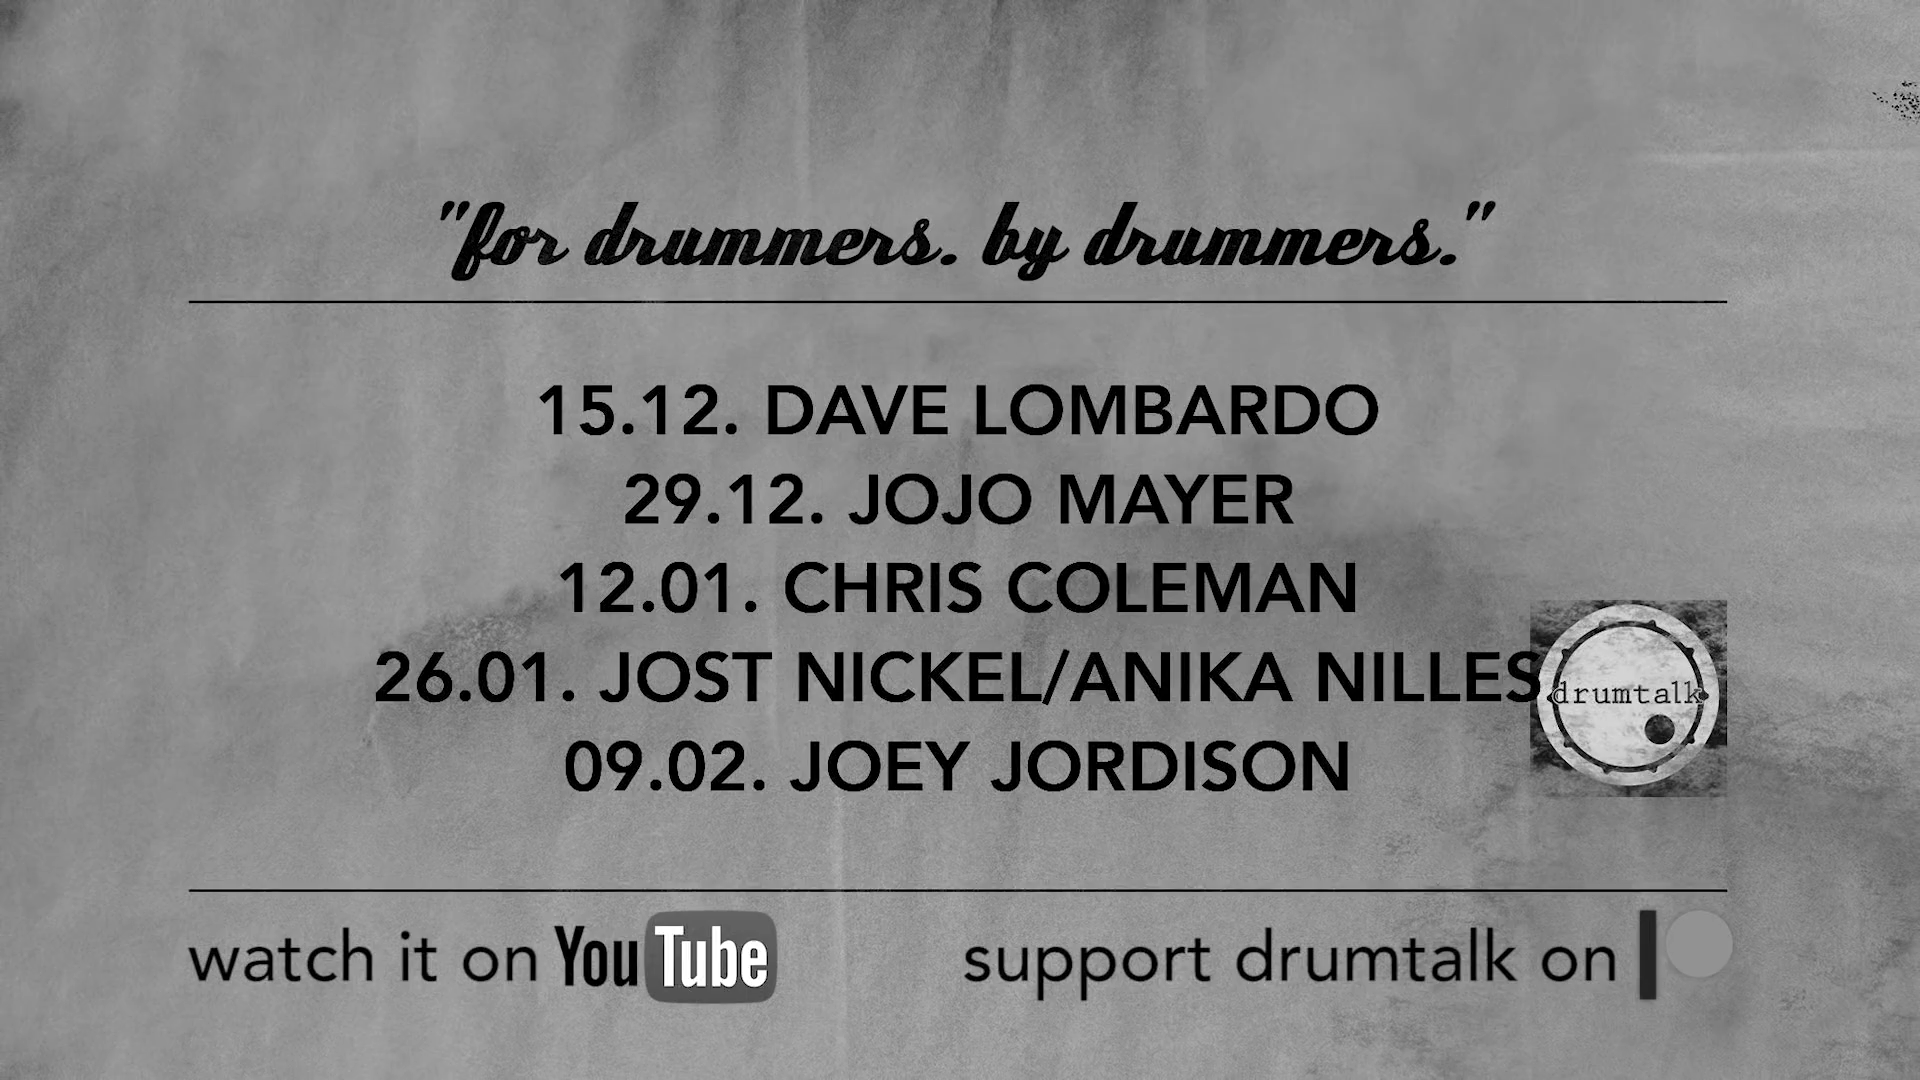 "for drummers. by drummers."
15.12. DAVE LOMBARDO
29.12. JOJO MAYER
12.01. CHRIS COLEMAN
26.01. JOST NICKEL/ANIKA NILLES
drumtalk
09.02. JOEY JORDISON
watch it on YouTube
support drumtalk on